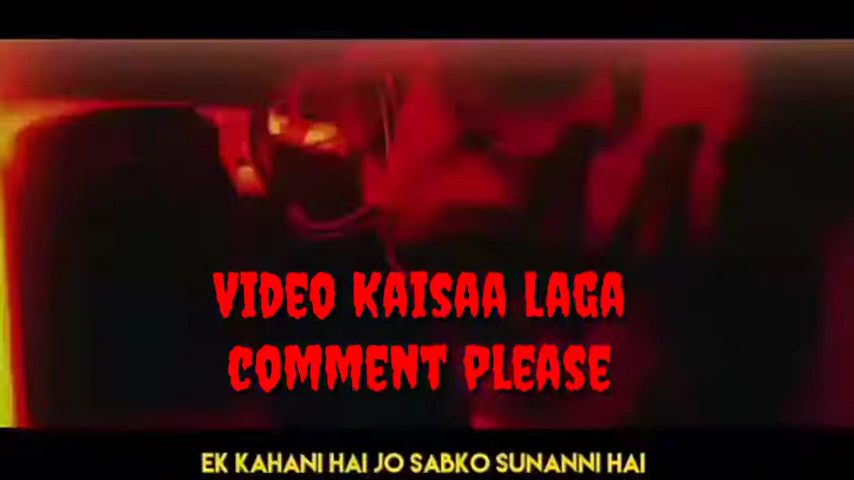 VIDEO KAISAA LAGA
COMMENT PLEASE
EK KAHANI HAI JO SABKO SUNANNI HAI